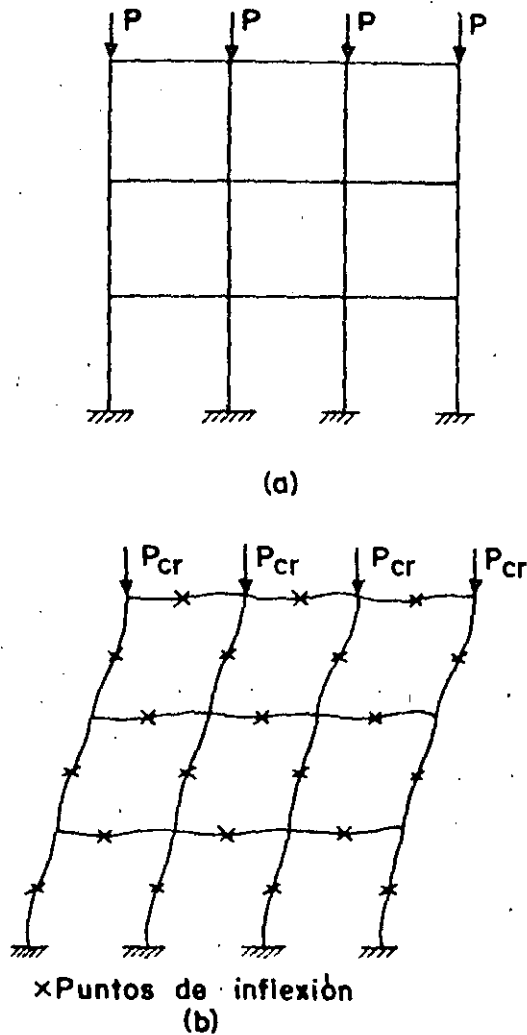 P P P P
(a)
Pcr Pcr Pcr Pcr
×Puntos de inflexión
(b)